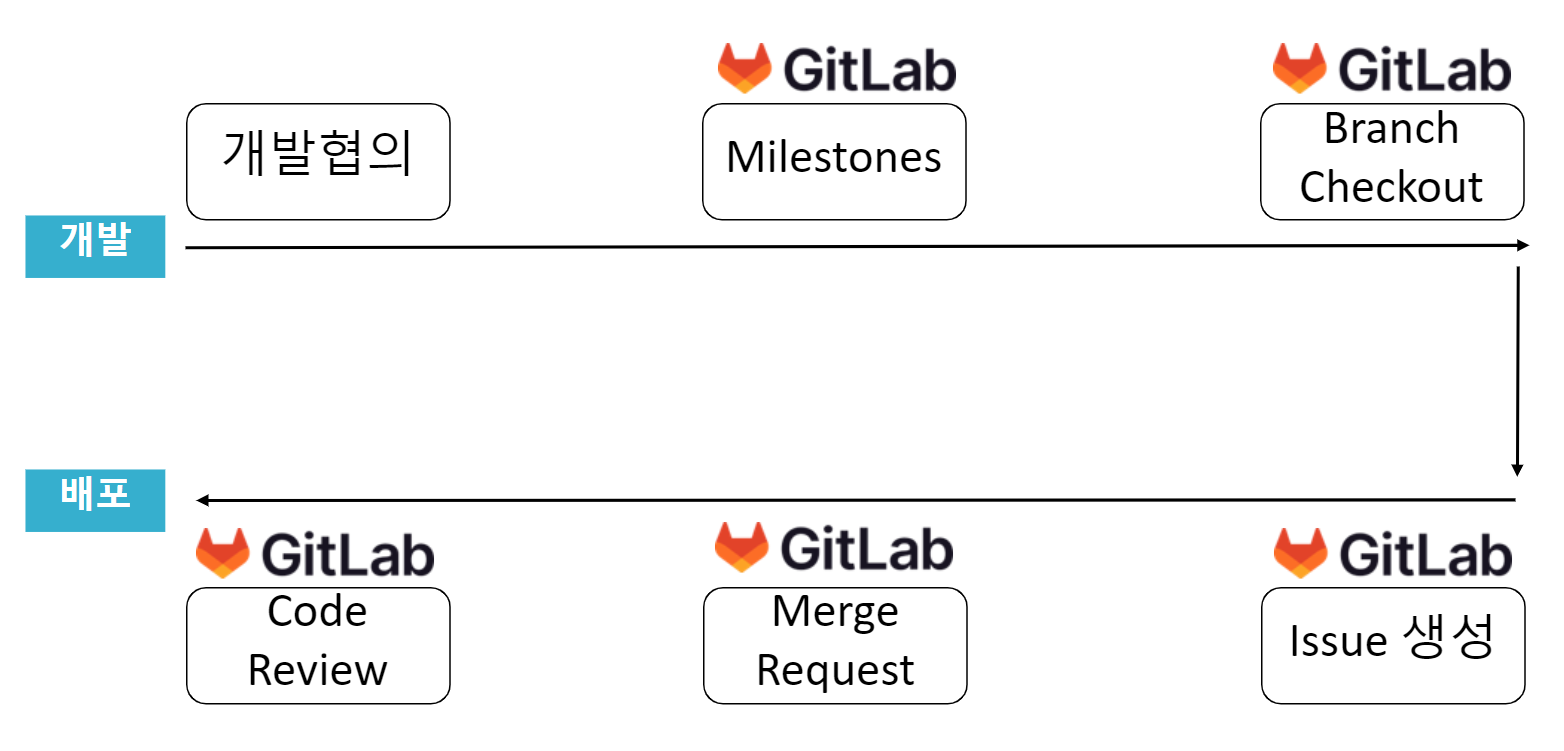 GitLab
GitLab
개발협의
Milestones
Branch
Checkout
개발
배포
GitLab
GitLab
GitLab
Code
Review
Merge
Request
Issue 생성